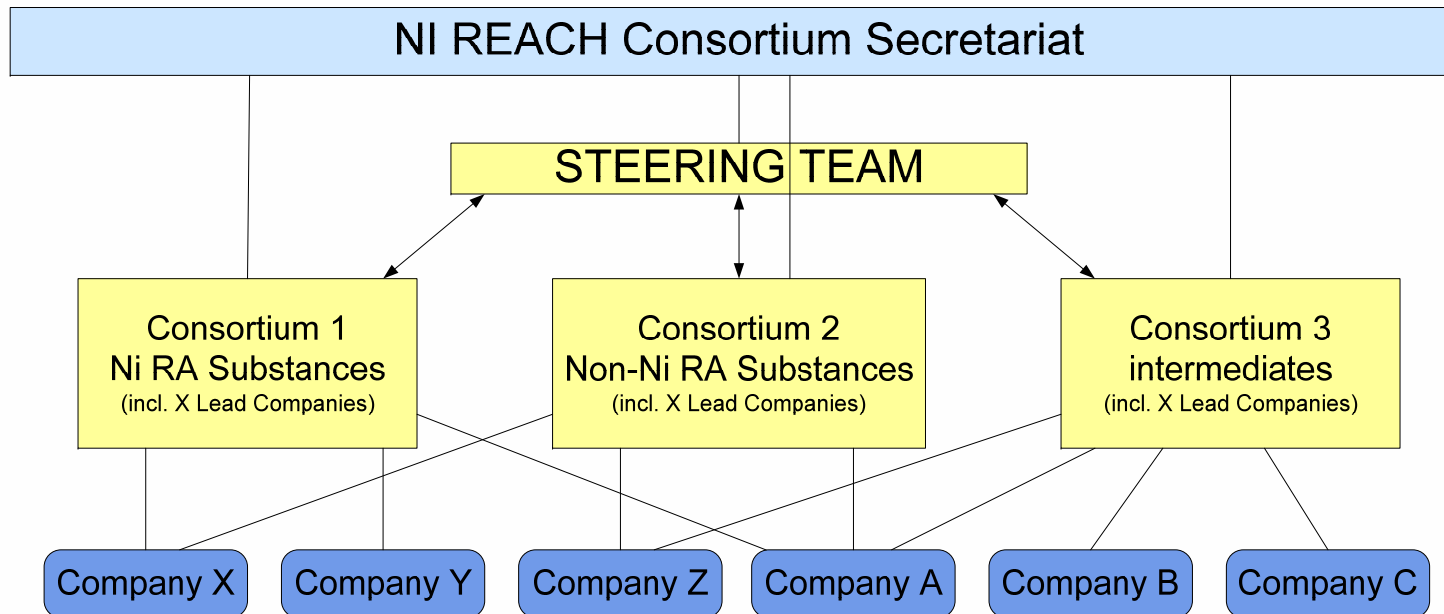 NI REACH Consortium Secretariat
STEERING TEAM
Consortium 1
Ni RA Substances
(incl. X Lead Companies)
Consortium 2
Non-Ni RA Substances
(incl. X Lead Companies)
Consortium 3
intermediates
(incl. X Lead Companies)
Company X
Company Y
Company Z
Company A
Company B
Company C